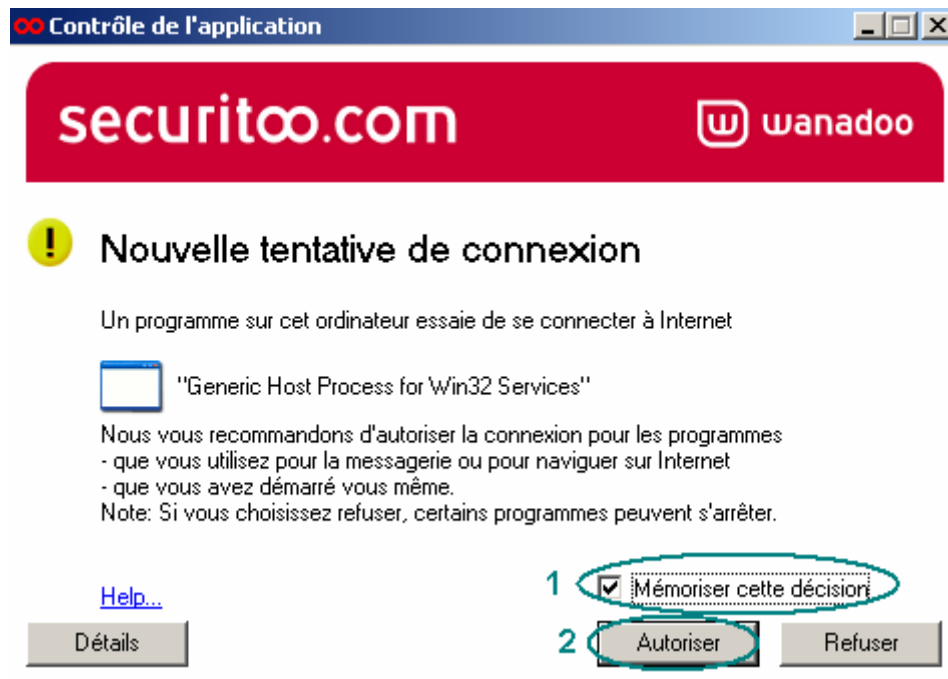 Contrôle de l'application
securitoo.com
wanadoo
Nouvelle tentative de connexion
Un programme sur cet ordinateur essaie de se connecter à Internet
"Generic Host Process for Win32 Services"
Nous vous recommandons d'autoriser la connexion pour les programmes
- que vous utilisez pour la messagerie ou pour naviguer sur Internet
- que vous avez démarré vous même.
Note: Si vous choisissez refuser, certains programmes peuvent s'arrêter.
1 Mémoriser cette décision
Help...
Détails 2 Autoriser Refuser